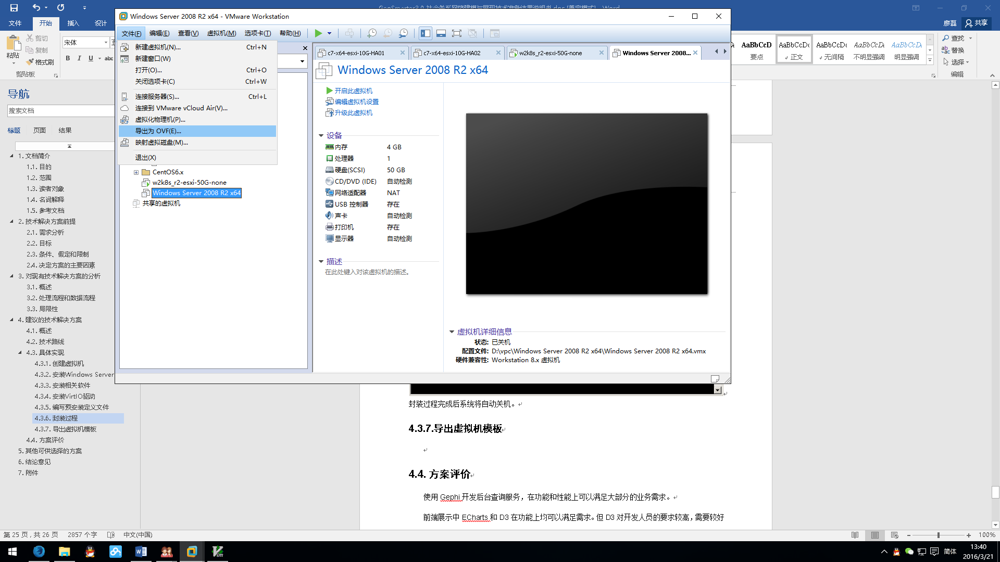 GeoSmarter3.0 社会关系网络建模与展现技术准备结果说明书.doc [兼容模式] - Word
文件 开始 插入 设计
廖磊 共享
粘贴 剪切
复制
格式刷
剪贴板
宋体
B I U abc
AaBbCcD 要点
AaBbCcDc 正文
AaBbCcDc 无间隔
AaBbCcDc 不明显强调
AaBbCcDc 明显强调
查找
替换
选择
编辑
导航
搜索文档
标题 页面 结果
1. 文档简介
1.1. 目的
1.2. 范围
1.3. 读者对象
1.4. 名词解释
1.5. 参考文档
2. 技术解决方案前提
2.1. 需求分析
2.2. 目标
2.3. 条件、假定和限制
2.4. 决定方案的主要因素
3. 对现有技术解决方案的分析
3.1. 概述
3.2. 处理流程和数据流程
3.3. 局限性
4. 建议的技术解决方案
4.1. 概述
4.2. 技术路线
4.3. 具体实现
4.3.1. 创建虚拟机
4.3.2. 安装Windows Server
4.3.3. 安装相关软件
4.3.4. 安装VirtIO驱动
4.3.5. 编写预安装定义文件
4.3.6. 封装过程
4.3.7. 导出虚拟机模板
4.4. 方案评价
5. 其他可供选择的方案
6. 结论意见
7. 附件
Windows Server 2008 R2 x64 - VMware Workstation
文件(F) 编辑(E) 查看(V) 虚拟机(M) 选项卡(T) 帮助(H)
新建虚拟机(N)... Ctrl+N
新建窗口(W)
打开(O)... Ctrl+O
关闭选项卡(C) Ctrl+W
连接服务器(S)... Ctrl+L
连接到 VMware vCloud Air(V)...
虚拟化物理机(P)...
导出为 OVF(E)...
映射虚拟磁盘(M)...
退出(X)
CentOS6.x
w2k8s_r2-esxi-50G-none
Windows Server 2008 R2 x64
共享的虚拟机
c7-x64-esxi-10G-HA01 c7-x64-esxi-10G-HA02 w2k8s_r2-esxi-50G-none Windows Server 2008...
Windows Server 2008 R2 x64
开启此虚拟机
编辑虚拟机设置
升级此虚拟机
设备
内存 4 GB
处理器 1
硬盘(SCSI) 50 GB
CD/DVD (IDE) 自动检测
网络适配器 NAT
USB 控制器 存在
声卡 自动检测
打印机 存在
显示器 自动检测
描述
在此处键入对该虚拟机的描述。
虚拟机详细信息
状态: 已关机
配置文件: D:\vpc\Windows Server 2008 R2 x64\Windows Server 2008 R2 x64.vmx
硬件兼容性: Workstation 8.x 虚拟机
封装过程完成后系统将自动关机。
4.3.7.导出虚拟机模板
4.4. 方案评价
使用 Gephi 开发后台查询服务，在功能和性能上可以满足大部分的业务需求。
前端展示中 ECharts 和 D3 在功能上均可以满足需求。但 D3 对开发人员的要求较高，需要较好
第 25 页，共 26 页 2857 个字 中文(中国)
100%
简体
13:40
2016/3/21